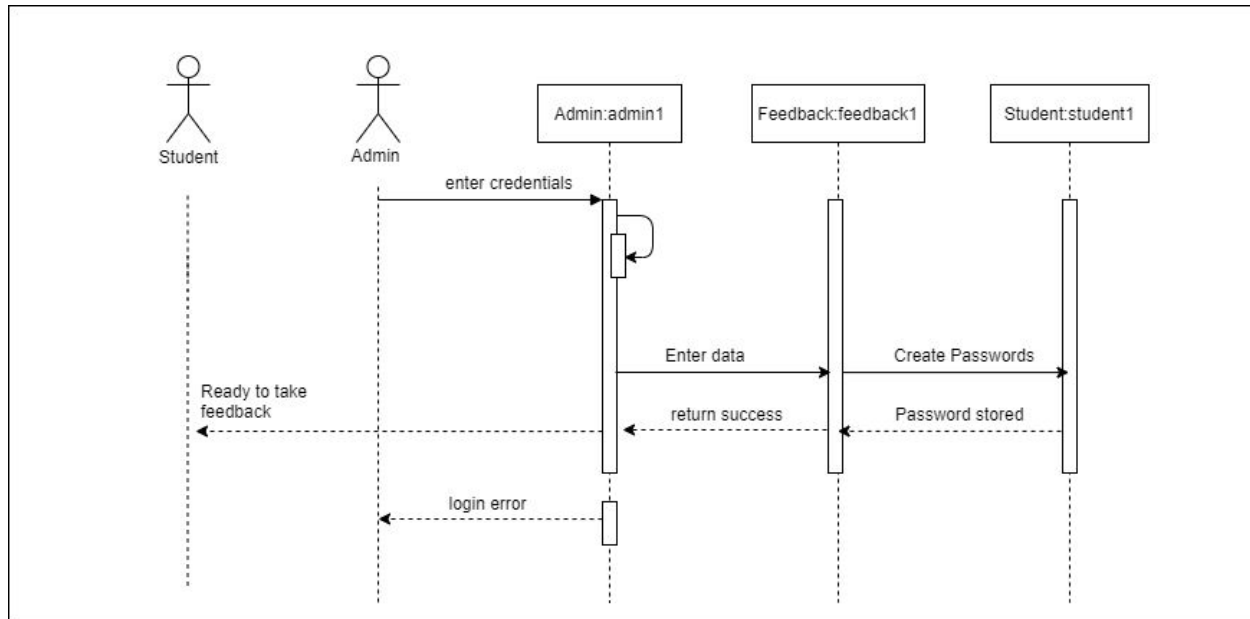 Student
Admin
Admin:admin1
Feedback:feedback1
Student:student1
enter credentials
Enter data
Create Passwords
Ready to take
feedback
return success
Password stored
login error